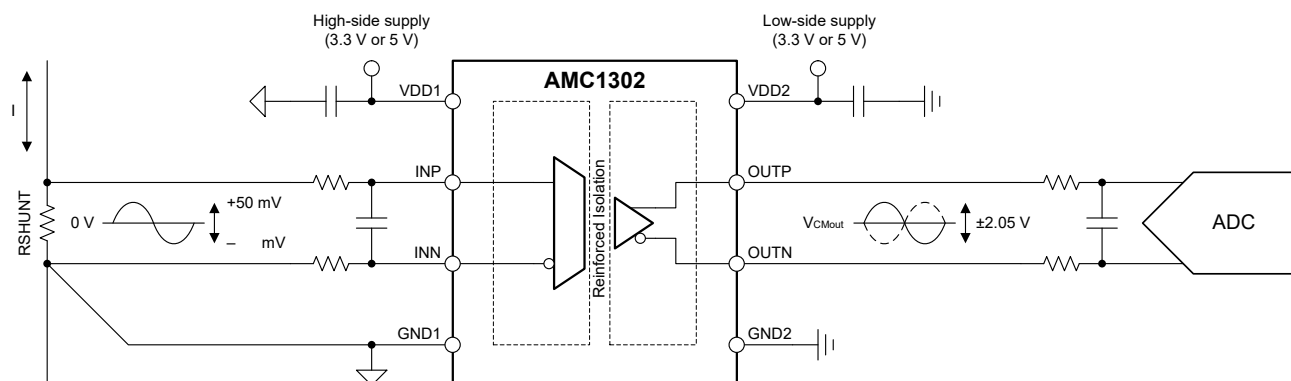 High-side supply
(3.3 V or 5 V)
Low-side supply
(3.3 V or 5 V)
AMC1302
VDD1
VDD2
I
INP
OUTP
RSHUNT
0 V
+50 mV
– mV
Reinforced Isolation
VCMout
±2.05 V
ADC
INN
OUTN
GND1
GND2